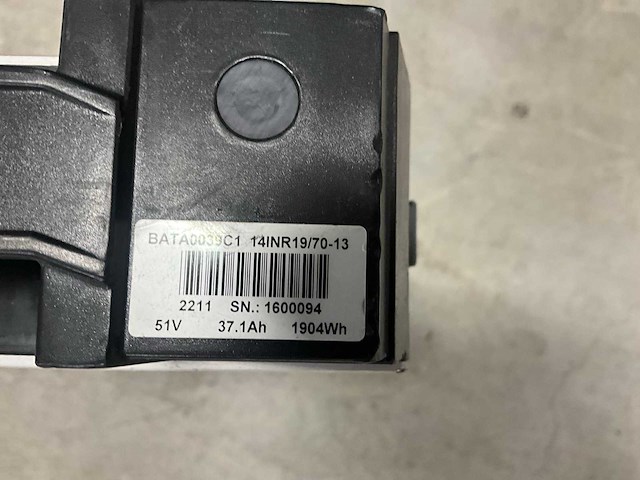 BATA0039C1 14INR19/70-13
2211 SN.: 1600094
51V 37.1Ah 1904Wh